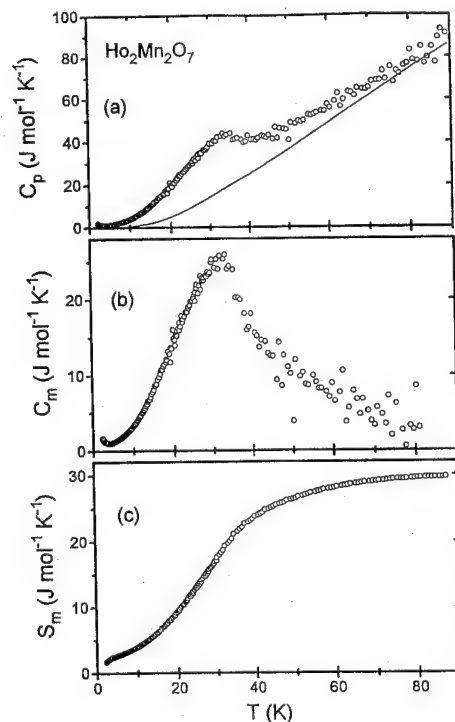 100
80
60
40
20
0
Ho2Mn2O7
(a)
Cp (J mol⁻¹ K⁻¹)
20
10
0
(b)
Cm (J mol⁻¹ K⁻¹)
30
20
10
0
(c)
Sm (J mol⁻¹ K⁻¹)
0 20 40 60 80
T (K)